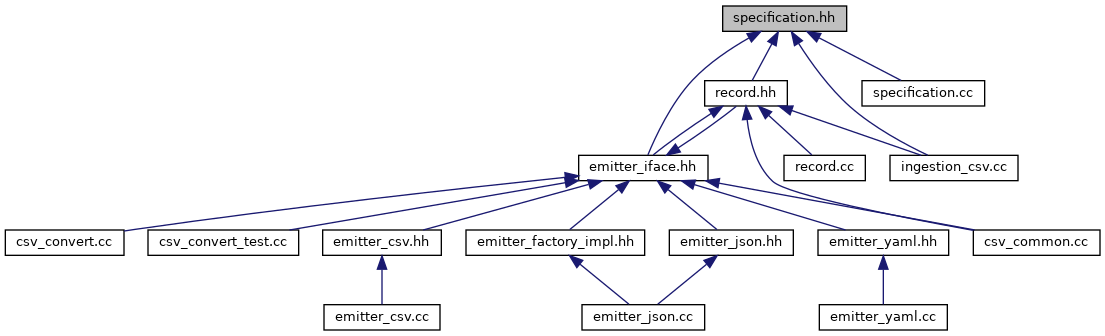 specification.hh
record.hh
specification.cc
emitter_iface.hh
record.cc
ingestion_csv.cc
csv_convert.cc
csv_convert_test.cc
emitter_csv.hh
emitter_factory_impl.hh
emitter_json.hh
emitter_yaml.hh
csv_common.cc
emitter_csv.cc
emitter_json.cc
emitter_yaml.cc